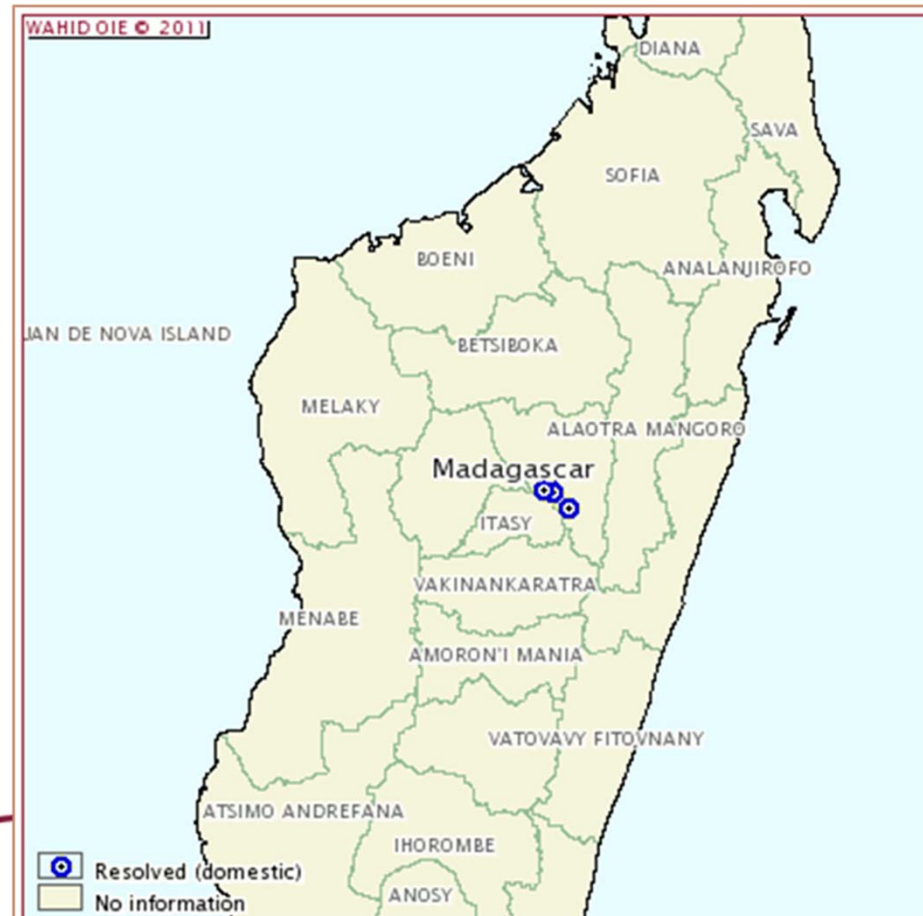 WAHID OIE © 2011
DIANA
SAVA
SOFIA
BOENI
ANALANJIROFO
JAN DE NOVA ISLAND
BETSIBOKA
MELAKY
ALAOTRA MANGORO
Madagascar
ITASY
VAKINANKARATRA
MENABE
AMORON'I MANIA
VATOVAVY FITOVNANY
ATSIMO ANDREFANA
IHOROMBE
Resolved (domestic)
ANOSY
No information